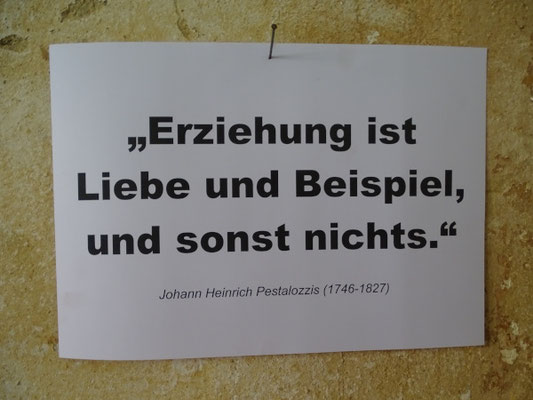 „Erziehung ist
Liebe und Beispiel,
und sonst nichts.“
Johann Heinrich Pestalozzis (1746-1827)